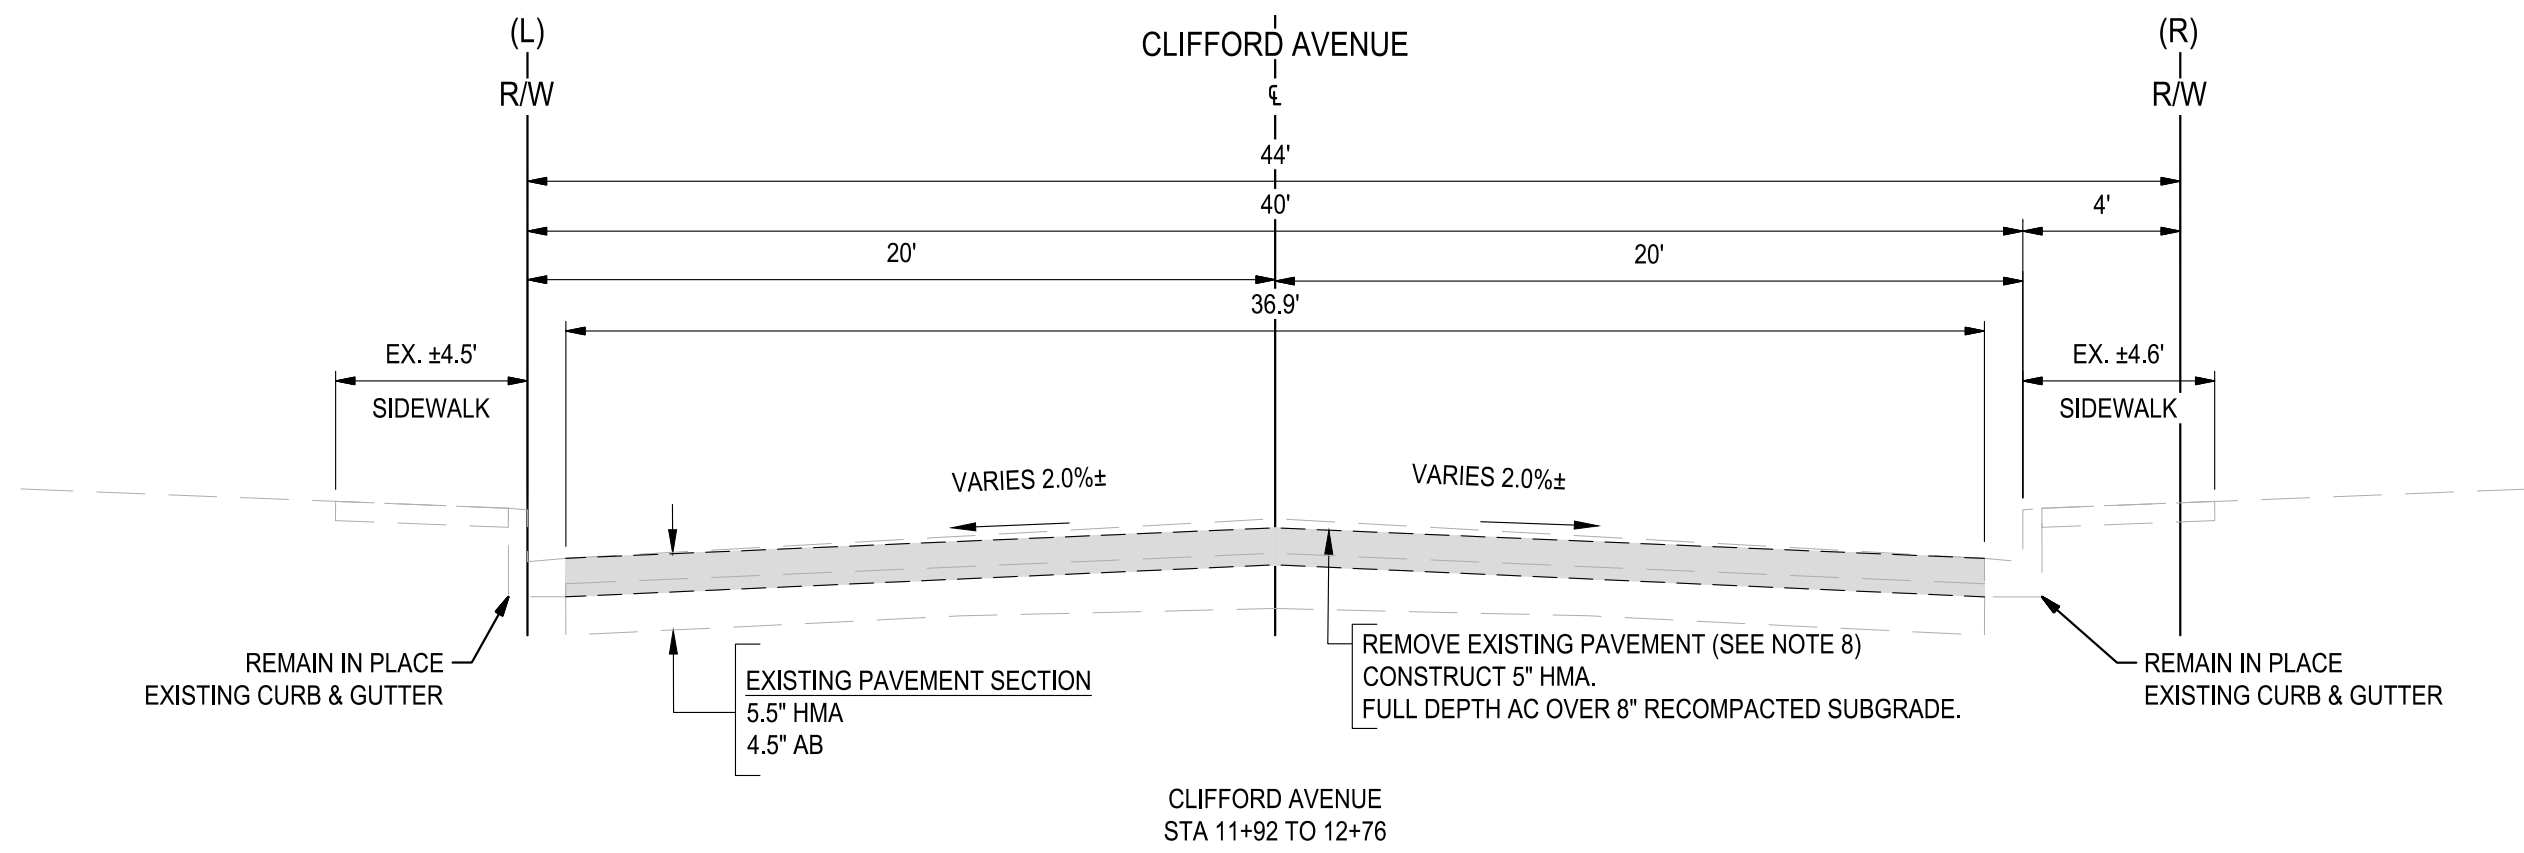 (L)
CLIFFORD AVENUE
(R)
R/W
℄
R/W
44'
40'
4'
20'
20'
36.9'
EX. ±4.5'
EX. ±4.6'
SIDEWALK
SIDEWALK
VARIES 2.0%±
VARIES 2.0%±
REMAIN IN PLACE
EXISTING CURB & GUTTER
EXISTING PAVEMENT SECTION
5.5" HMA
4.5" AB
REMOVE EXISTING PAVEMENT (SEE NOTE 8)
CONSTRUCT 5" HMA.
FULL DEPTH AC OVER 8" RECOMPACTED SUBGRADE.
REMAIN IN PLACE
EXISTING CURB & GUTTER
CLIFFORD AVENUE
STA 11+92 TO 12+76